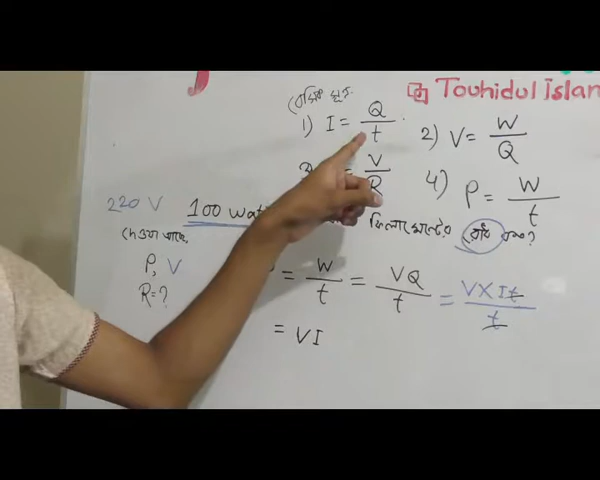 Touhidul Islam
বেসিক সূত্র
1) I = Q/t
2) V = W/Q
= V/R
4) P = W/t
220 V 100 watt ফিলামেন্টের রোধ কত?
দেওয়া আছে,
P, V
R = ?
= W/t = VQ/t = V×It/t
= VI